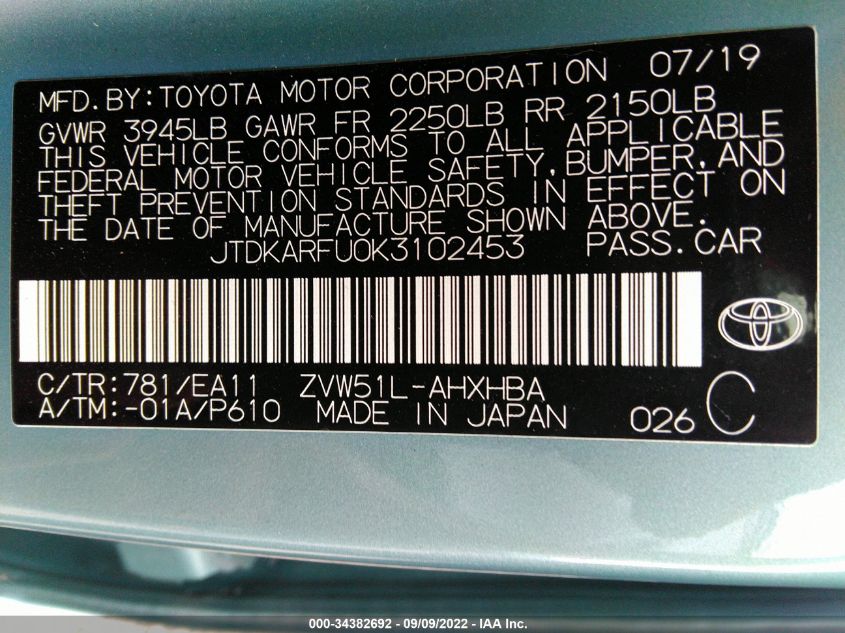 MFD. BY: TOYOTA MOTOR CORPORATION 07/19
GVWR 3945LB GAWR FR 2250LB RR 2150LB
THIS VEHICLE CONFORMS TO ALL APPLICABLE
FEDERAL MOTOR VEHICLE SAFETY, BUMPER, AND
THEFT PREVENTION STANDARDS IN EFFECT ON
THE DATE OF MANUFACTURE SHOWN ABOVE.
JTDKARFU0K3102453 PASS. CAR
C/TR: 781/EA11 ZVW51L-AHXHBA
A/TM: -01A/P610 MADE IN JAPAN 026 C
000-34382692 - 09/09/2022 - IAA Inc.